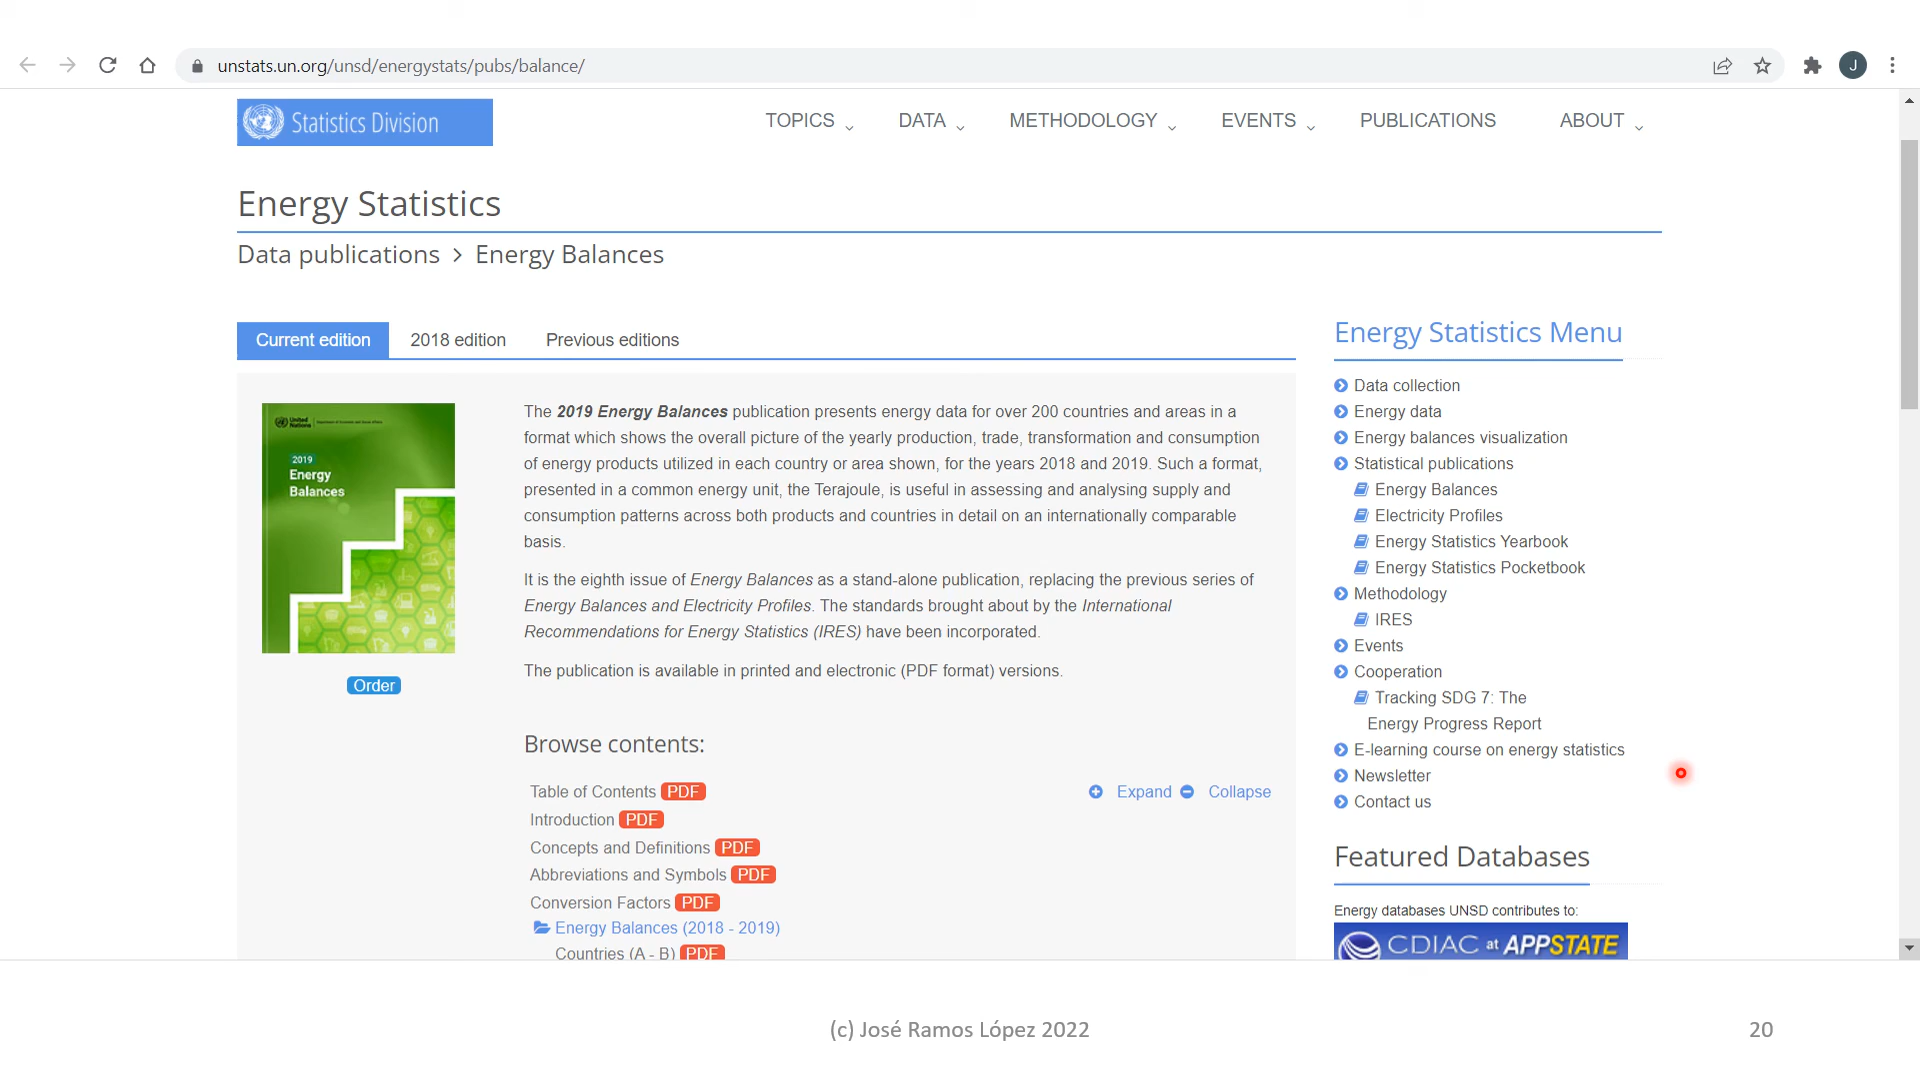 unstats.un.org/unsd/energystats/pubs/balance/
J
Statistics Division
TOPICS
DATA
METHODOLOGY
EVENTS
PUBLICATIONS
ABOUT
Energy Statistics
Data publications > Energy Balances
Current edition
2018 edition
Previous editions
United
Nations
2019
Energy
Balances
Order
The 2019 Energy Balances publication presents energy data for over 200 countries and areas in a
format which shows the overall picture of the yearly production, trade, transformation and consumption
of energy products utilized in each country or area shown, for the years 2018 and 2019. Such a format,
presented in a common energy unit, the Terajoule, is useful in assessing and analysing supply and
consumption patterns across both products and countries in detail on an internationally comparable
basis.
It is the eighth issue of Energy Balances as a stand-alone publication, replacing the previous series of
Energy Balances and Electricity Profiles. The standards brought about by the International
Recommendations for Energy Statistics (IRES) have been incorporated.
The publication is available in printed and electronic (PDF format) versions.
Browse contents:
Expand Collapse
Table of Contents PDF
Introduction PDF
Concepts and Definitions PDF
Abbreviations and Symbols PDF
Conversion Factors PDF
Energy Balances (2018 - 2019)
Countries (A - B) PDF
Energy Statistics Menu
Data collection
Energy data
Energy balances visualization
Statistical publications
Energy Balances
Electricity Profiles
Energy Statistics Yearbook
Energy Statistics Pocketbook
Methodology
IRES
Events
Cooperation
Tracking SDG 7: The
Energy Progress Report
E-learning course on energy statistics
Newsletter
Contact us
Featured Databases
Energy databases UNSD contributes to:
CDIAC at APPSTATE
(c) José Ramos López 2022
20